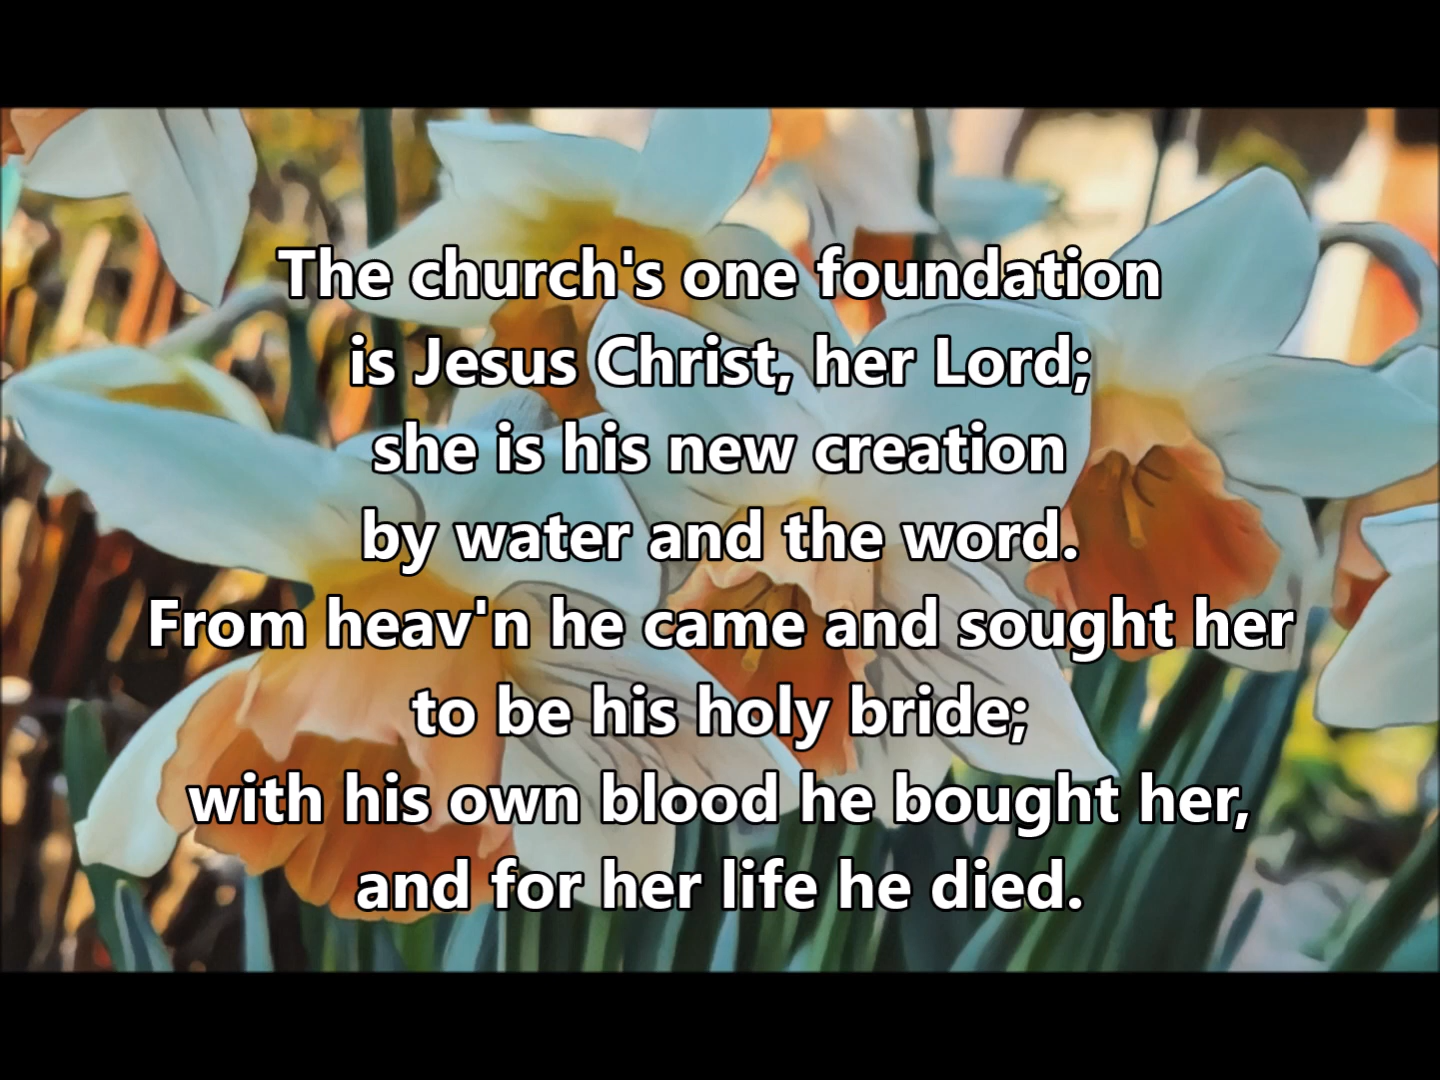 The church's one foundation
is Jesus Christ, her Lord;
she is his new creation
by water and the word.
From heav'n he came and sought her
to be his holy bride;
with his own blood he bought her,
and for her life he died.